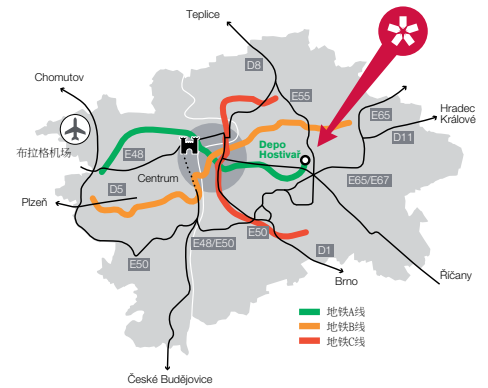 Teplice
D8
Chomutov
E55
E65
Hradec
Králové
D11
布拉格机场
E48
Depo
Hostivař
Centrum
D5
E65/E67
Plzeň
E50
E48/E50
E50
D1
Říčany
Brno
地铁A线
地铁B线
地铁C线
České Budějovice